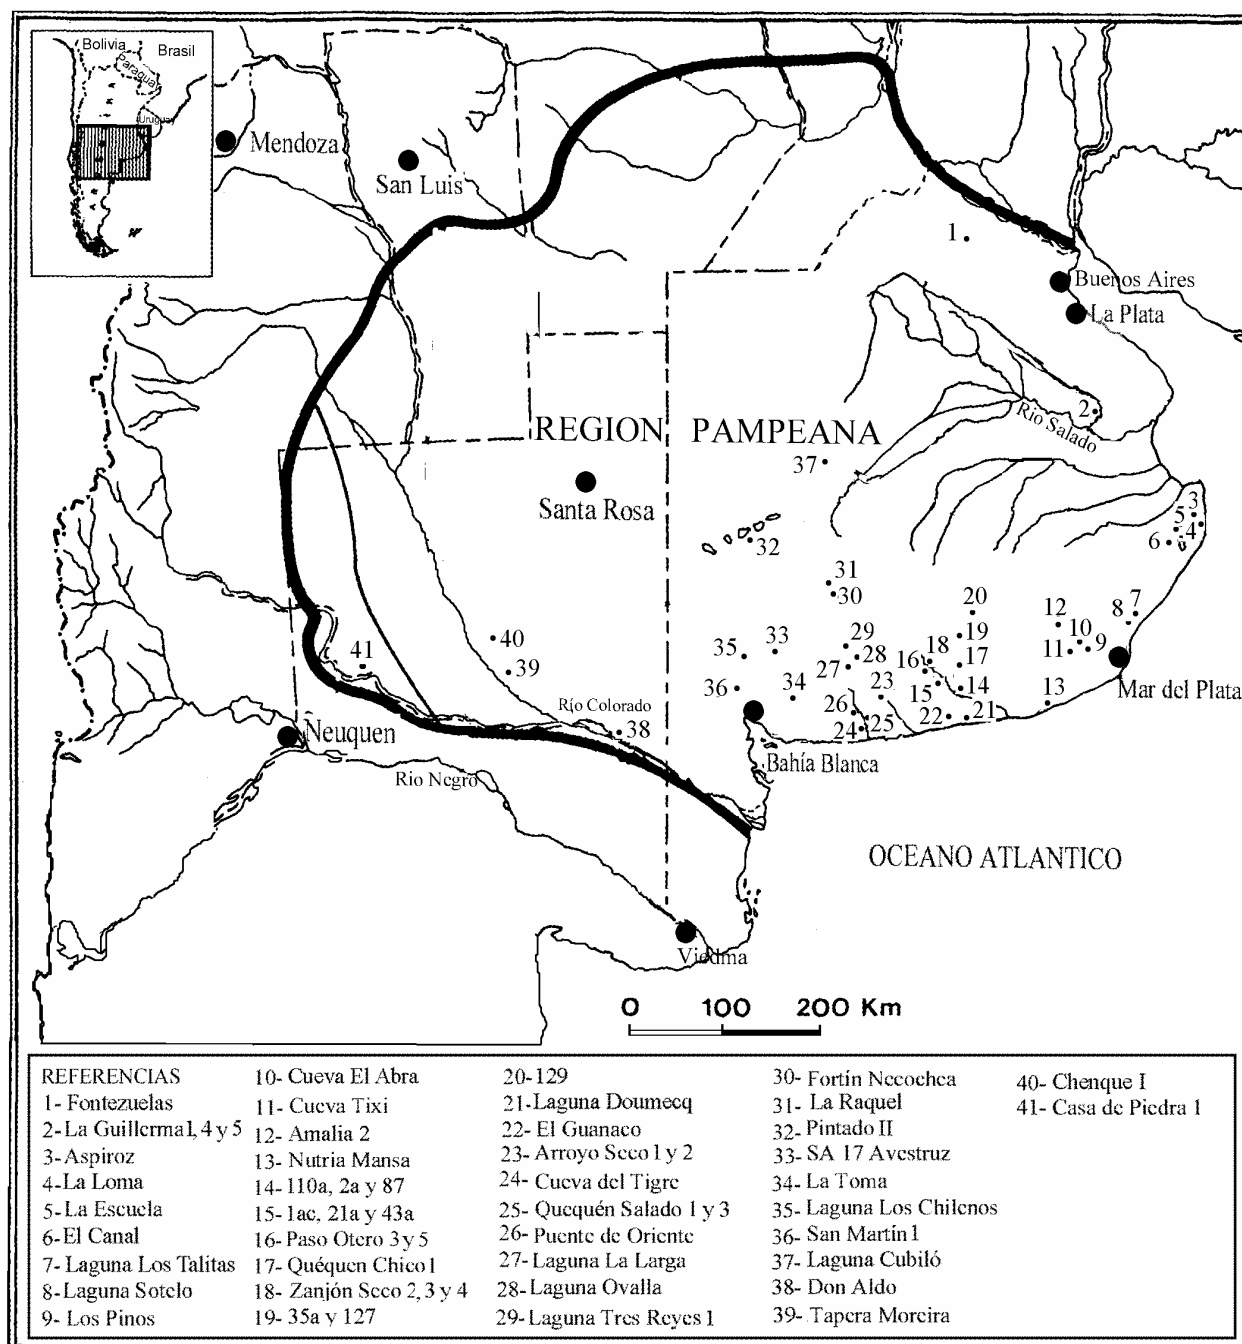 Bolivia
Brasil
Paraguay
Uruguay
Mendoza
San Luis
1
Buenos Aires
La Plata
2
Rio Salado
REGION PAMPEANA
37
Santa Rosa
3
5
4
6
32
31
30
20
12
7
8
10
40
41
39
35
33
29
28
27
18
19
16
17
11
9
Mar del Plata
36
34
23
15
14
13
Río Colorado
38
26
25
24
22
21
Ñeuquen
Bahía Blanca
Rio Negro
OCEANO ATLANTICO
Viedma
0 100 200 Km
REFERENCIAS
1- Fontezuelas
2-La Guillerma1, 4 y 5
3-Aspiroz
4-La Loma
5-La Escuela
6-El Canal
7-Laguna Los Talitas
8-Laguna Sotelo
9- Los Pinos
10- Cueva El Abra
11- Cueva Tixi
12- Amalia 2
13- Nutria Mansa
14- 110a, 2a y 87
15- 1ac, 21a y 43a
16- Paso Otero 3 y 5
17- Quéquen Chico1
18- Zanjón Seco 2, 3 y 4
19- 35a y 127
20-129
21-Laguna Doumecq
22- El Guanaco
23- Arroyo Seco 1 y 2
24- Cueva del Tigre
25- Quequén Salado 1 y 3
26- Puente de Oriente
27- Laguna La Larga
28-Laguna Ovalla
29-Laguna Tres Reyes 1
30- Fortín Necochea
31- La Raquel
32- Pintado II
33- SA 17 Avestruz
34- La Toma
35- Laguna Los Chilenos
36- San Martín1
37- Laguna Cubiló
38- Don Aldo
39- Tapera Moreira
40- Chenque I
41- Casa de Piedra 1